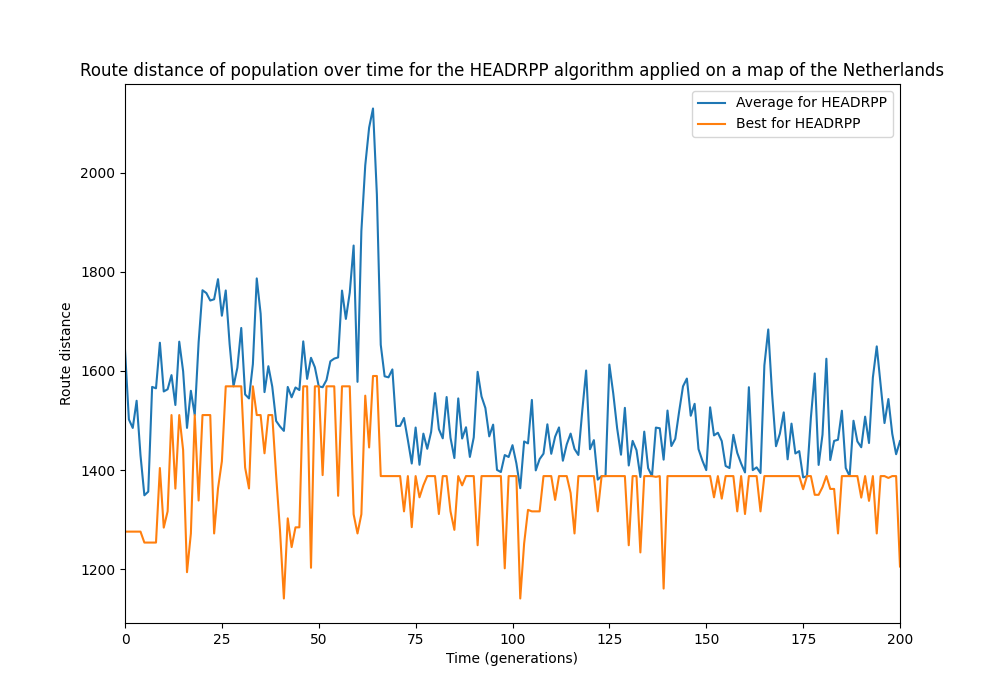 Route distance of population over time for the HEADRPP algorithm applied on a map of the Netherlands
Average for HEADRPP
Best for HEADRPP
2000
1800
1600
1400
1200
Route distance
0 25 50 75 100 125 150 175 200
Time (generations)